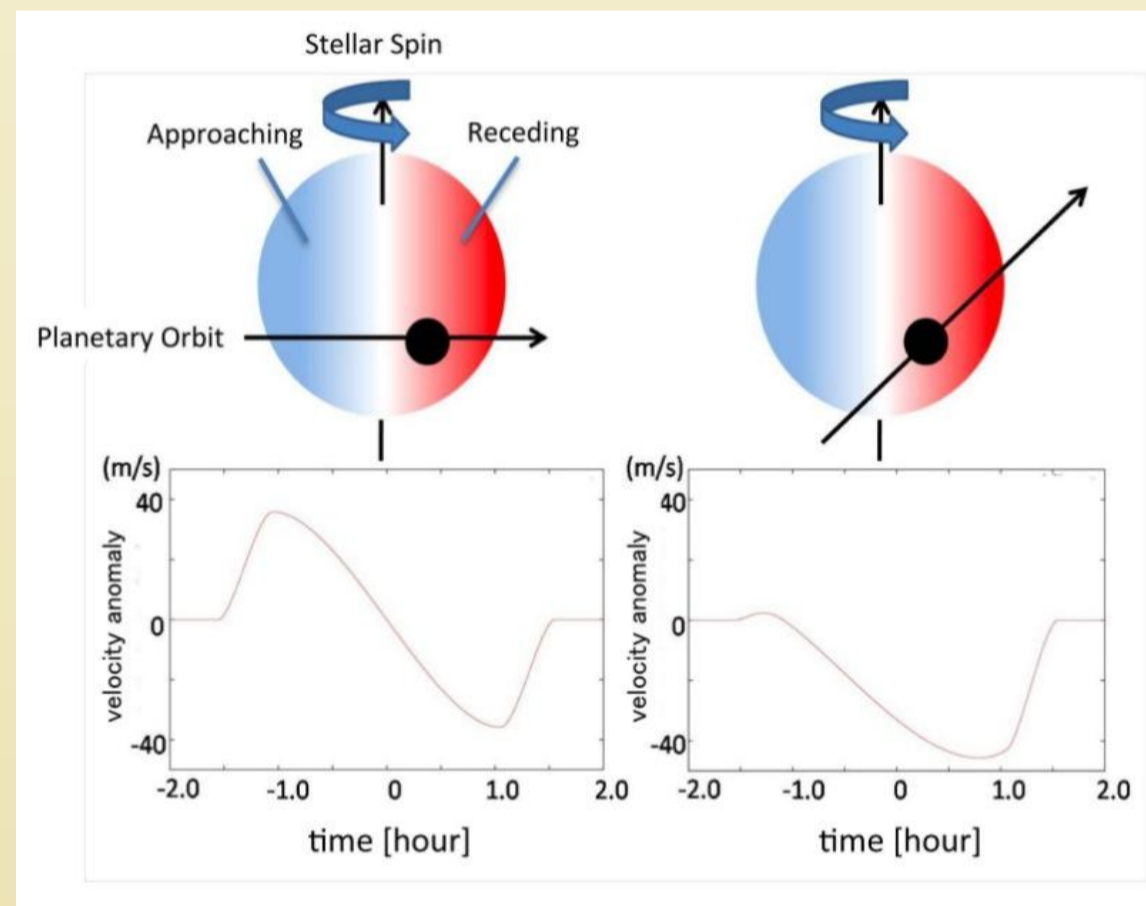 Stellar Spin
Approaching
Receding
Planetary Orbit
(m/s)
40
0
-40
velocity anomaly
-2.0 -1.0 0 1.0 2.0
time [hour]
(m/s)
40
0
-40
velocity anomaly
-2.0 -1.0 0 1.0 2.0
time [hour]